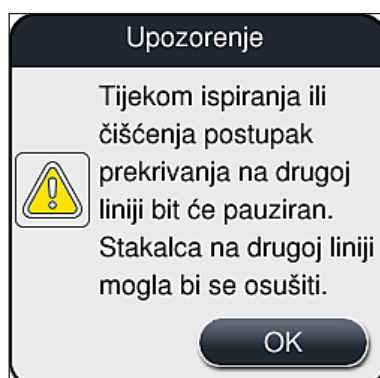 Upozorenje
Tijekom ispiranja ili
čišćenja postupak
prekrivanja na drugoj
liniji bit će pauziran.
Stakalca na drugoj liniji
mogla bi se osušiti.
OK